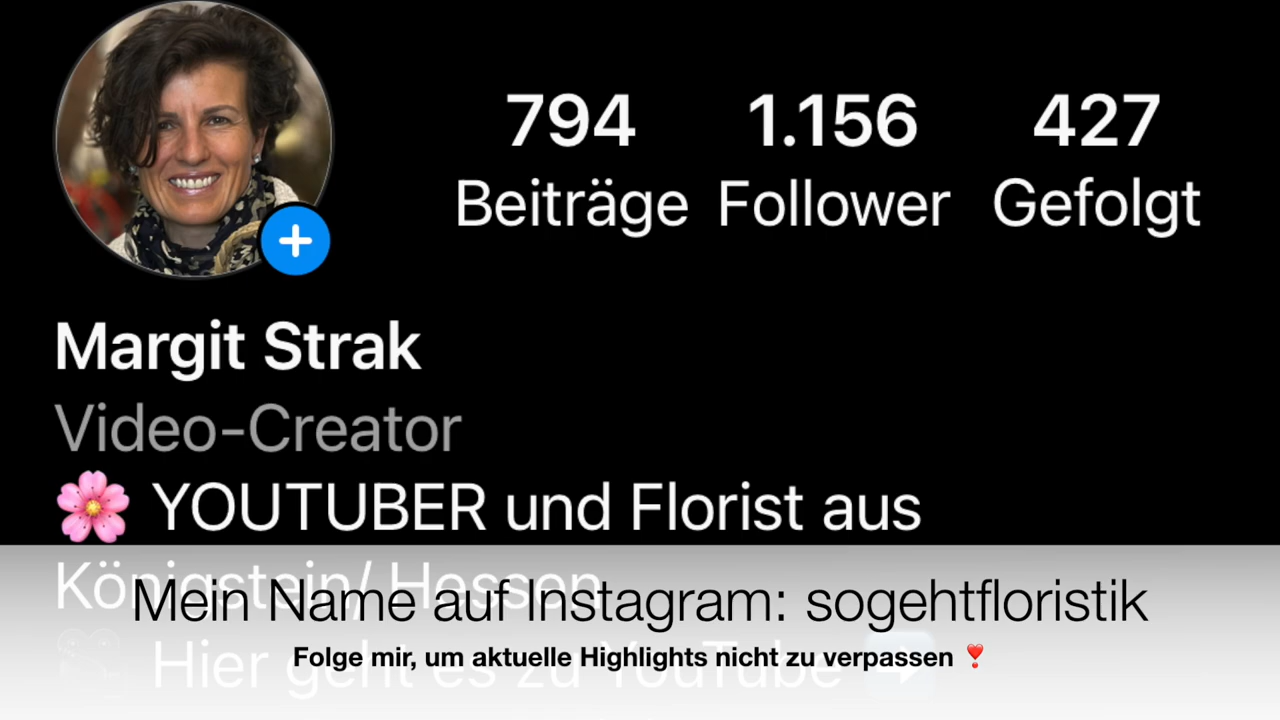 794 1.156 427
Beiträge Follower Gefolgt
Margit Strak
Video-Creator
🌸 YOUTUBER und Florist aus
Königstein/ Hessen
Mein Name auf Instagram: sogehtfloristik
Hier geht es zu YouTube
Folge mir, um aktuelle Highlights nicht zu verpassen ❣️